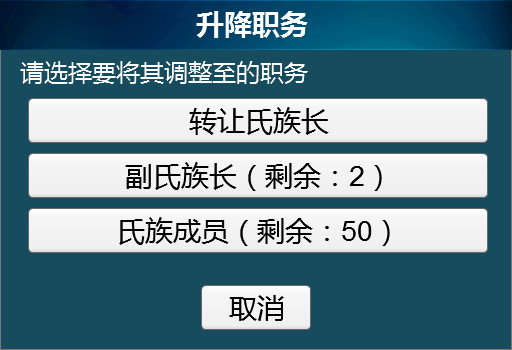 升降职务
请选择要将其调整至的职务
转让氏族长
副氏族长（剩余：2）
氏族成员（剩余：50）
取消